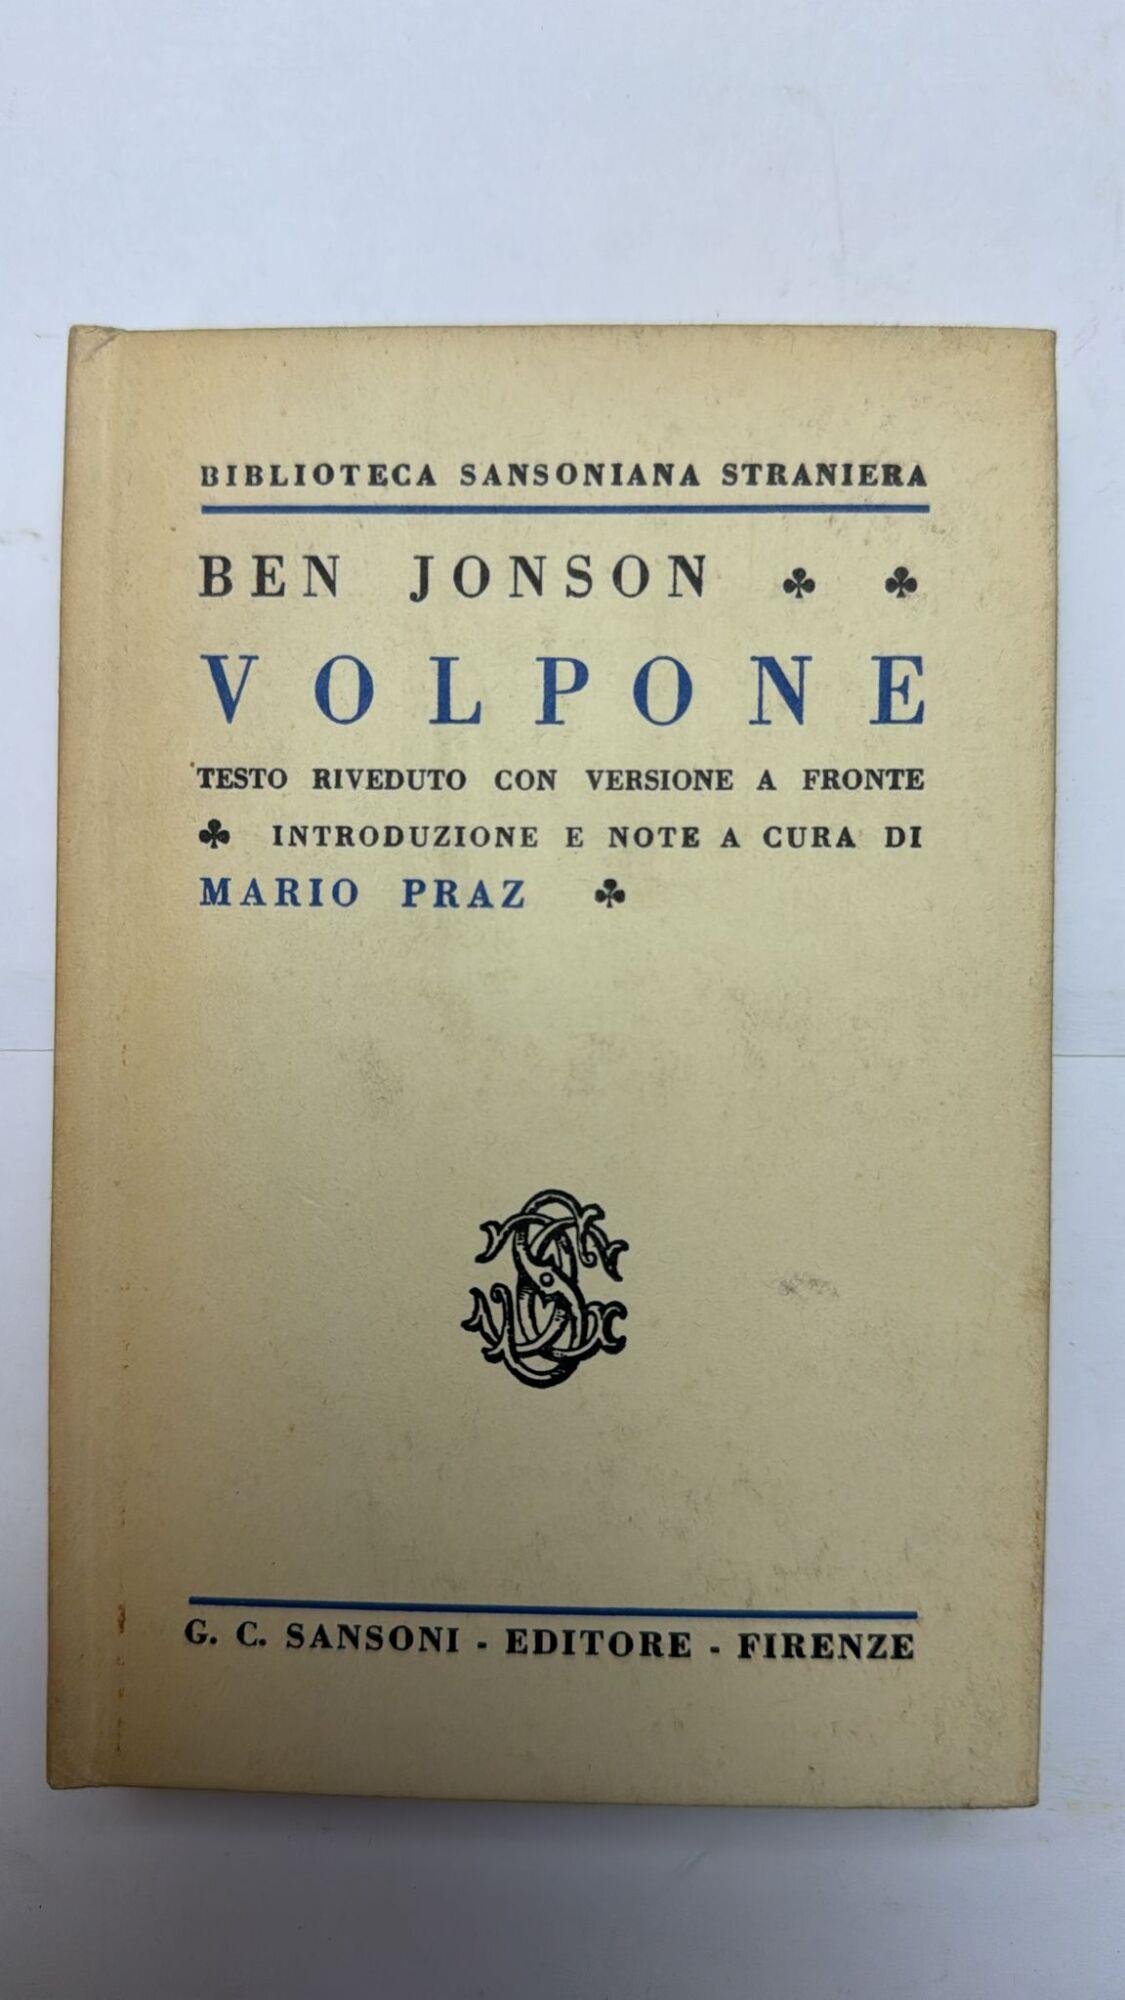 BIBLIOTECA SANSONIANA STRANIERA
BEN JONSON ♣ ♣
VOLPONE
TESTO RIVEDUTO CON VERSIONE A FRONTE
♣ INTRODUZIONE E NOTE A CURA DI
MARIO PRAZ ♣
G. C. SANSONI - EDITORE - FIRENZE